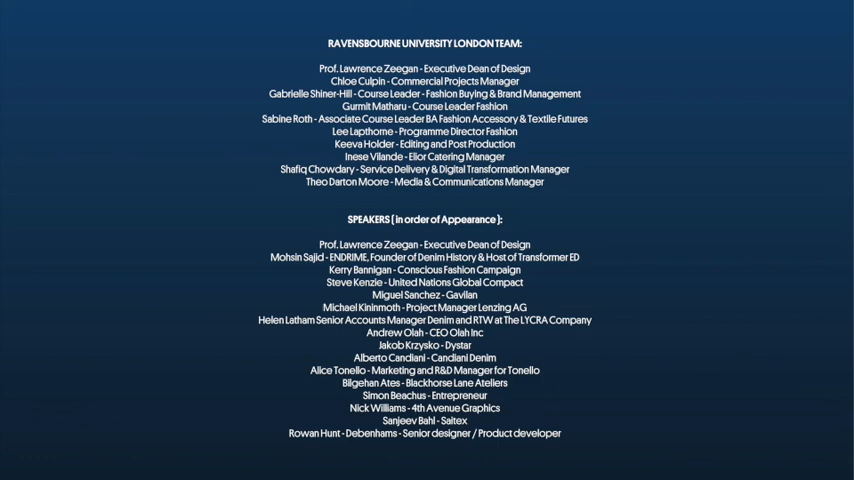 RAVENSBOURNE UNIVERSITY LONDON TEAM:
Prof. Lawrence Zeegan - Executive Dean of Design
Chloe Culpin - Commercial Projects Manager
Gabrielle Shiner-Hill - Course Leader - Fashion Buying & Brand Management
Gurmit Matharu - Course Leader Fashion
Sabine Roth - Associate Course Leader BA Fashion Accessory & Textile Futures
Lee Lapthorne - Programme Director Fashion
Keeva Holder - Editing and Post Production
Inese Vilande - Elior Catering Manager
Shafiq Chowdary - Service Delivery & Digital Transformation Manager
Theo Darton Moore - Media & Communications Manager
SPEAKERS ( in order of Appearance ):
Prof. Lawrence Zeegan - Executive Dean of Design
Mohsin Sajid - ENDRIME, Founder of Denim History & Host of Transformer ED
Kerry Bannigan - Conscious Fashion Campaign
Steve Kenzie - United Nations Global Compact
Miguel Sanchez - Gavilan
Michael Kininmoth - Project Manager Lenzing AG
Helen Latham Senior Accounts Manager Denim and RTW at The LYCRA Company
Andrew Olah - CEO Olah Inc
Jakob Krzysko - Dystar
Alberto Candiani - Candiani Denim
Alice Tonello - Marketing and R&D Manager for Tonello
Bilgehan Ates - Blackhorse Lane Ateliers
Simon Beachus - Entrepreneur
Nick Williams - 4th Avenue Graphics
Sanjeev Bahl - Saitex
Rowan Hunt - Debenhams - Senior designer / Product developer